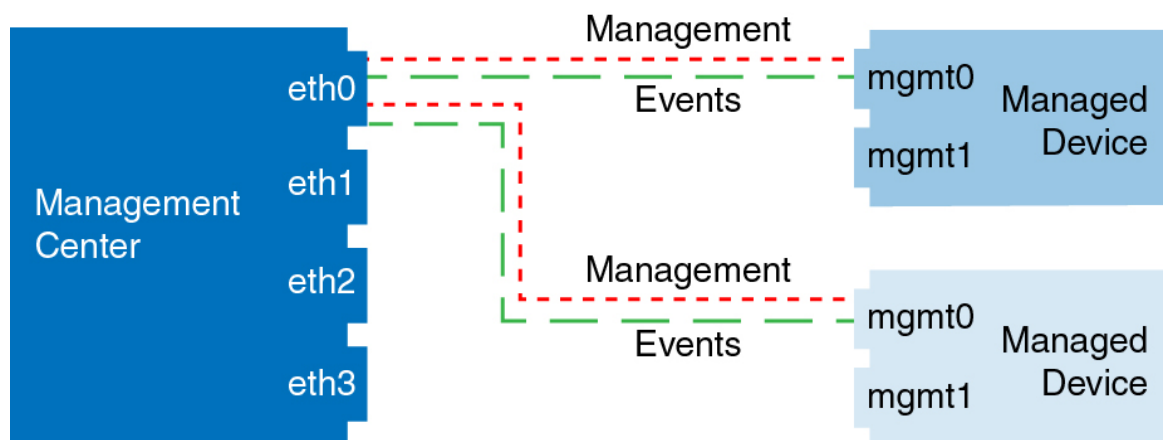 Management
Center
eth0
eth1
eth2
eth3
Management
Events
mgmt0
mgmt1
Managed
Device
Management
Events
mgmt0
mgmt1
Managed
Device